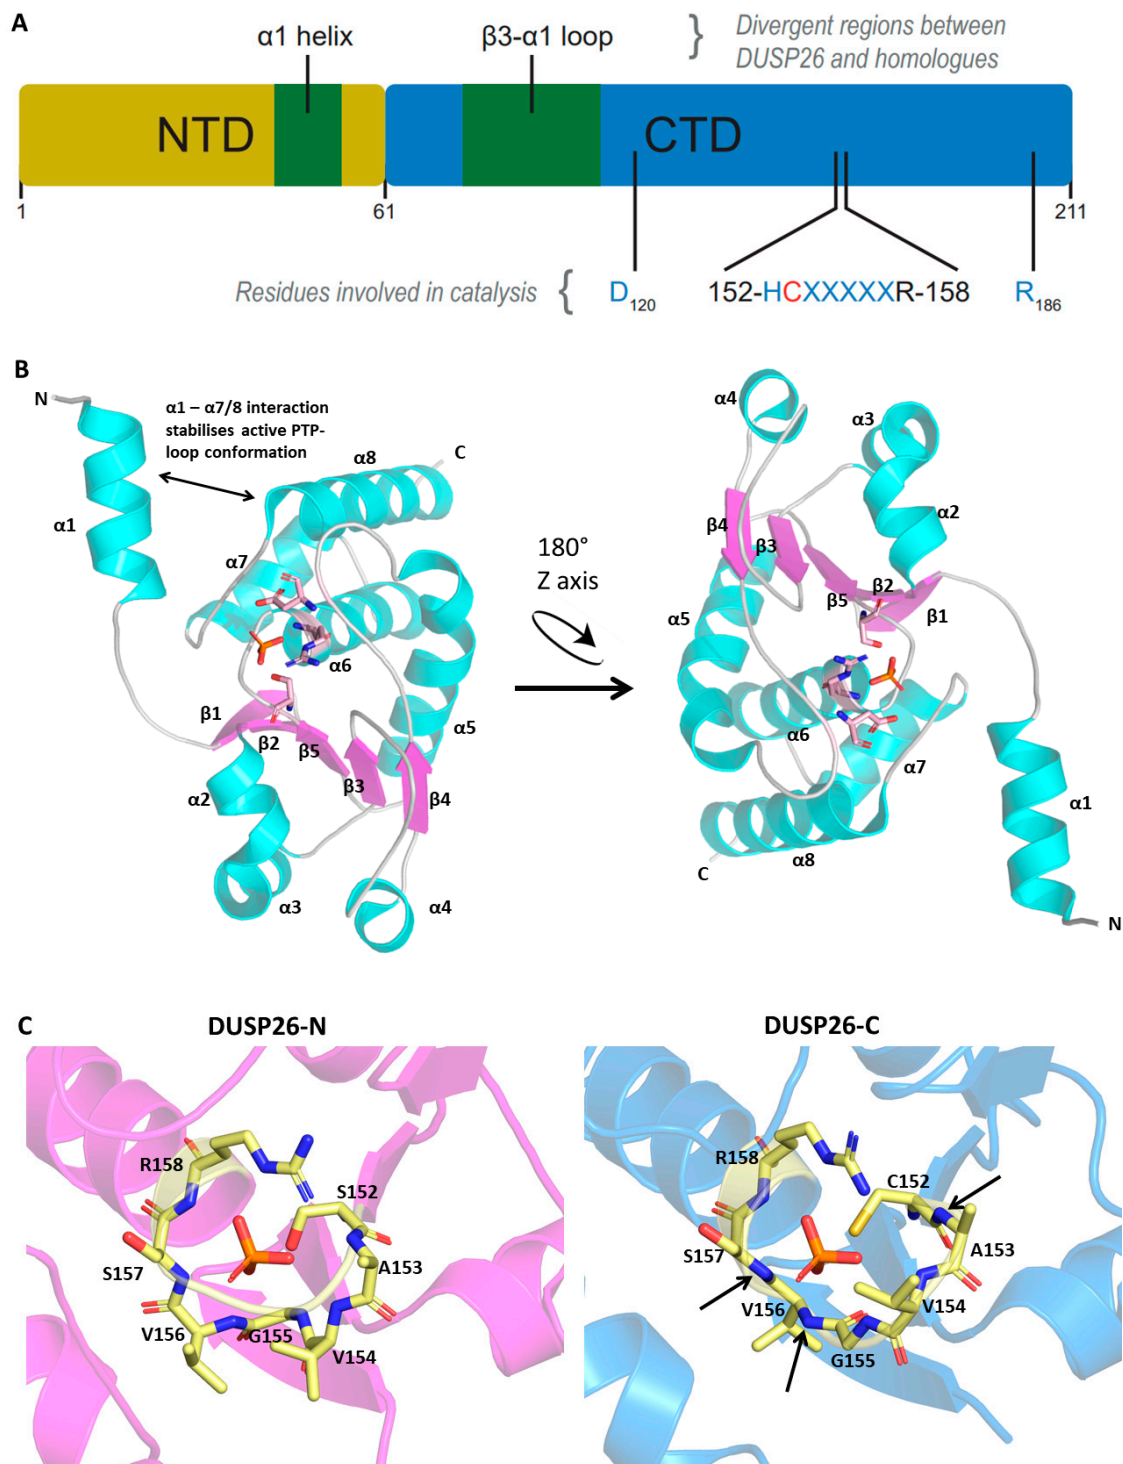 A
α1 helix
β3-α1 loop
}
Divergent regions between
DUSP26 and homologues
NTD
CTD
1
61
211
Residues involved in catalysis {
D120
152-HCXXXXXR-158
R186
B
N
α1 – α7/8 interaction
stabilises active PTP-
loop conformation
α8
C
α1
α7
α6
α5
β1
β2
β5
β3
β4
α2
α3
α4
180°
Z axis
α4
α3
α2
β4
β3
β2
β5
β1
α5
α6
α7
α1
α8
C
N
C
DUSP26-N
DUSP26-C
R158
S152
A153
S157
V156
G155
V154
R158
C152
A153
S157
V154
V156
G155